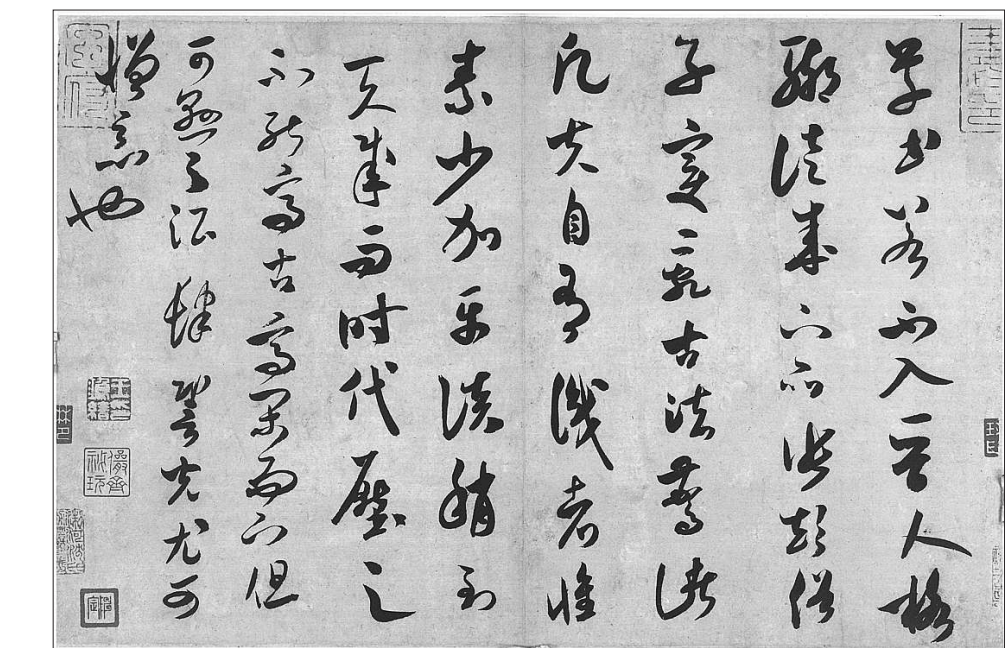 草書若不入晉人格
輒徒成下品張顛俗
子變亂古法驚諸
凡夫自有識者懷
素少加平淡稍到
天成而時代壓之
不能高古高閑而下但
可懸之酒肆䛒光尤可
憎惡也